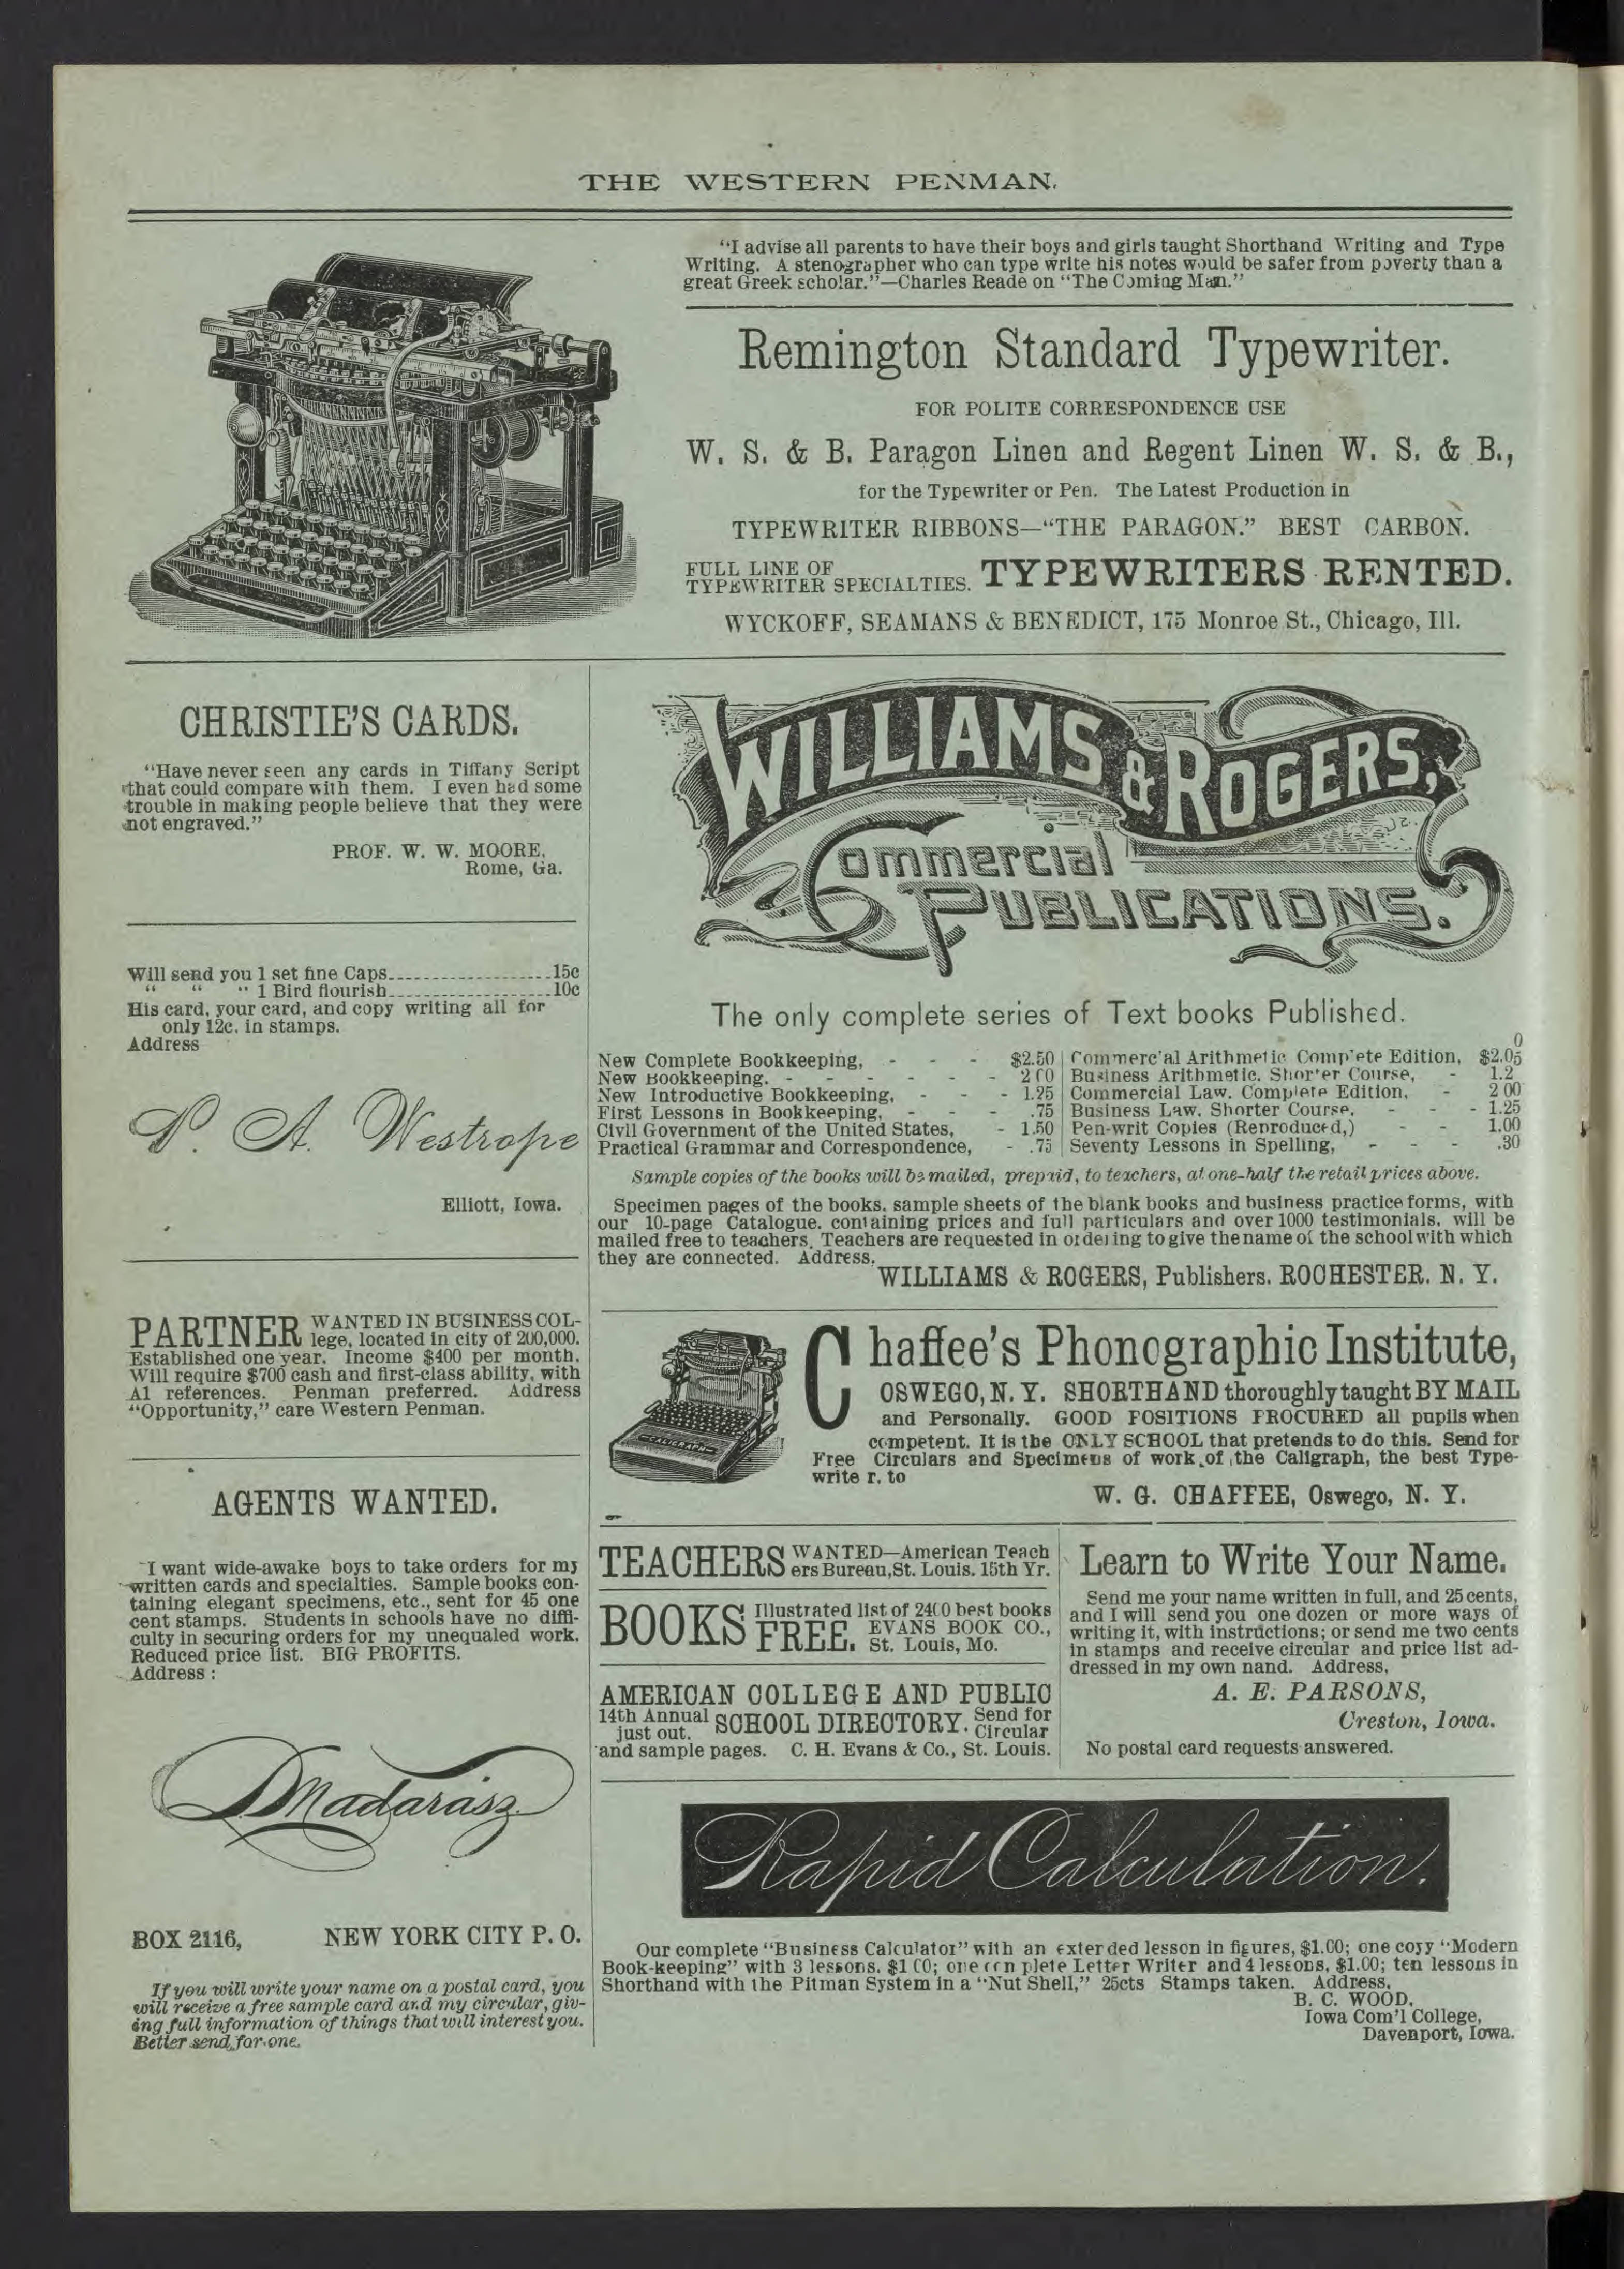 THE WESTERN PENMAN.
"I advise all parents to have their boys and girls taught Shorthand Writing and Type
Writing. A stenographer who can type write his notes would be safer from poverty than a
great Greek scholar."—Charles Reade on "The Coming Man."
Remington Standard Typewriter.
FOR POLITE CORRESPONDENCE USE
W. S. & B. Paragon Linen and Regent Linen W. S. & B.,
for the Typewriter or Pen. The Latest Production in
TYPEWRITER RIBBONS—"THE PARAGON." BEST CARBON.
FULL LINE OF
TYPEWRITER SPECIALTIES. TYPEWRITERS RENTED.
WYCKOFF, SEAMANS & BENEDICT, 175 Monroe St., Chicago, Ill.
CHRISTIE'S CARDS.
"Have never seen any cards in Tiffany Script
that could compare with them. I even had some
trouble in making people believe that they were
not engraved."
PROF. W. W. MOORE,
Rome, Ga.
Will send you 1 set fine Caps 15c
" " " 1 Bird flourish 10c
His card, your card, and copy writing all for
only 12c. in stamps.
Address
P. A. Westrope
Elliott, Iowa.
PARTNER WANTED IN BUSINESS COL-
lege, located in city of 200,000.
Established one year. Income $400 per month.
Will require $700 cash and first-class ability, with
A1 references. Penman preferred. Address
"Opportunity," care Western Penman.
AGENTS WANTED.
I want wide-awake boys to take orders for my
written cards and specialties. Sample books con-
taining elegant specimens, etc., sent for 45 one
cent stamps. Students in schools have no diffi-
culty in securing orders for my unequaled work.
Reduced price list. BIG PROFITS.
Address :
Madarasz
BOX 2116, NEW YORK CITY P. O.
If you will write your name on a postal card, you
will receive a free sample card and my circular, giv-
ing full information of things that will interest you.
Better send for one.
WILLIAMS & ROGERS,
Commercial
PUBLICATIONS.
The only complete series of Text books Published.
New Complete Bookkeeping, - - - $2.50
New Bookkeeping. - - - - - - 2 00
New Introductive Bookkeeping, - - - 1.25
First Lessons in Bookkeeping, - - - .75
Civil Government of the United States, - 1.50
Practical Grammar and Correspondence, - .75
0
Commerc'al Arithmetic Comp'ete Edition, $2.05
Business Arithmetic. Shorter Course, - 1.2
Commercial Law. Complete Edition, - 2 00
Business Law. Shorter Course. - - - 1.25
Pen-writ Copies (Reproduced,) - - 1.00
Seventy Lessons in Spelling, - - - .30
Sample copies of the books will be mailed, prepaid, to teachers, at one-half the retail prices above.
Specimen pages of the books, sample sheets of the blank books and business practice forms, with
our 10-page Catalogue, containing prices and full particulars and over 1000 testimonials, will be
mailed free to teachers. Teachers are requested in ordering to give the name of the school with which
they are connected. Address,
WILLIAMS & ROGERS, Publishers. ROCHESTER. N. Y.
CALIGRAPH
Chaffee's Phonographic Institute,
OSWEGO, N. Y. SHORTHAND thoroughly taught BY MAIL
and Personally. GOOD POSITIONS PROCURED all pupils when
competent. It is the ONLY SCHOOL that pretends to do this. Send for
Free Circulars and Specimens of work of the Caligraph, the best Type-
write r, to
W. G. CHAFFEE, Oswego, N. Y.
TEACHERS WANTED—American Teach
ers Bureau, St. Louis. 15th Yr.
BOOKS Illustrated list of 2400 best books
FREE. EVANS BOOK CO.,
St. Louis, Mo.
AMERICAN COLLEGE AND PUBLIC
14th Annual just out. SCHOOL DIRECTORY. Send for Circular
and sample pages. C. H. Evans & Co., St. Louis.
Learn to Write Your Name.
Send me your name written in full, and 25 cents,
and I will send you one dozen or more ways of
writing it, with instructions; or send me two cents
in stamps and receive circular and price list ad-
dressed in my own hand. Address,
A. E. PARSONS,
Creston, Iowa.
No postal card requests answered.
Rapid Calculation.
Our complete "Business Calculator" with an extended lesson in figures, $1.00; one copy "Modern
Book-keeping" with 3 lessons, $1 00; one complete Letter Writer and 4 lessons, $1.00; ten lessons in
Shorthand with the Pitman System in a "Nut Shell," 25cts Stamps taken. Address,
B. C. WOOD,
Iowa Com'l College,
Davenport, Iowa.